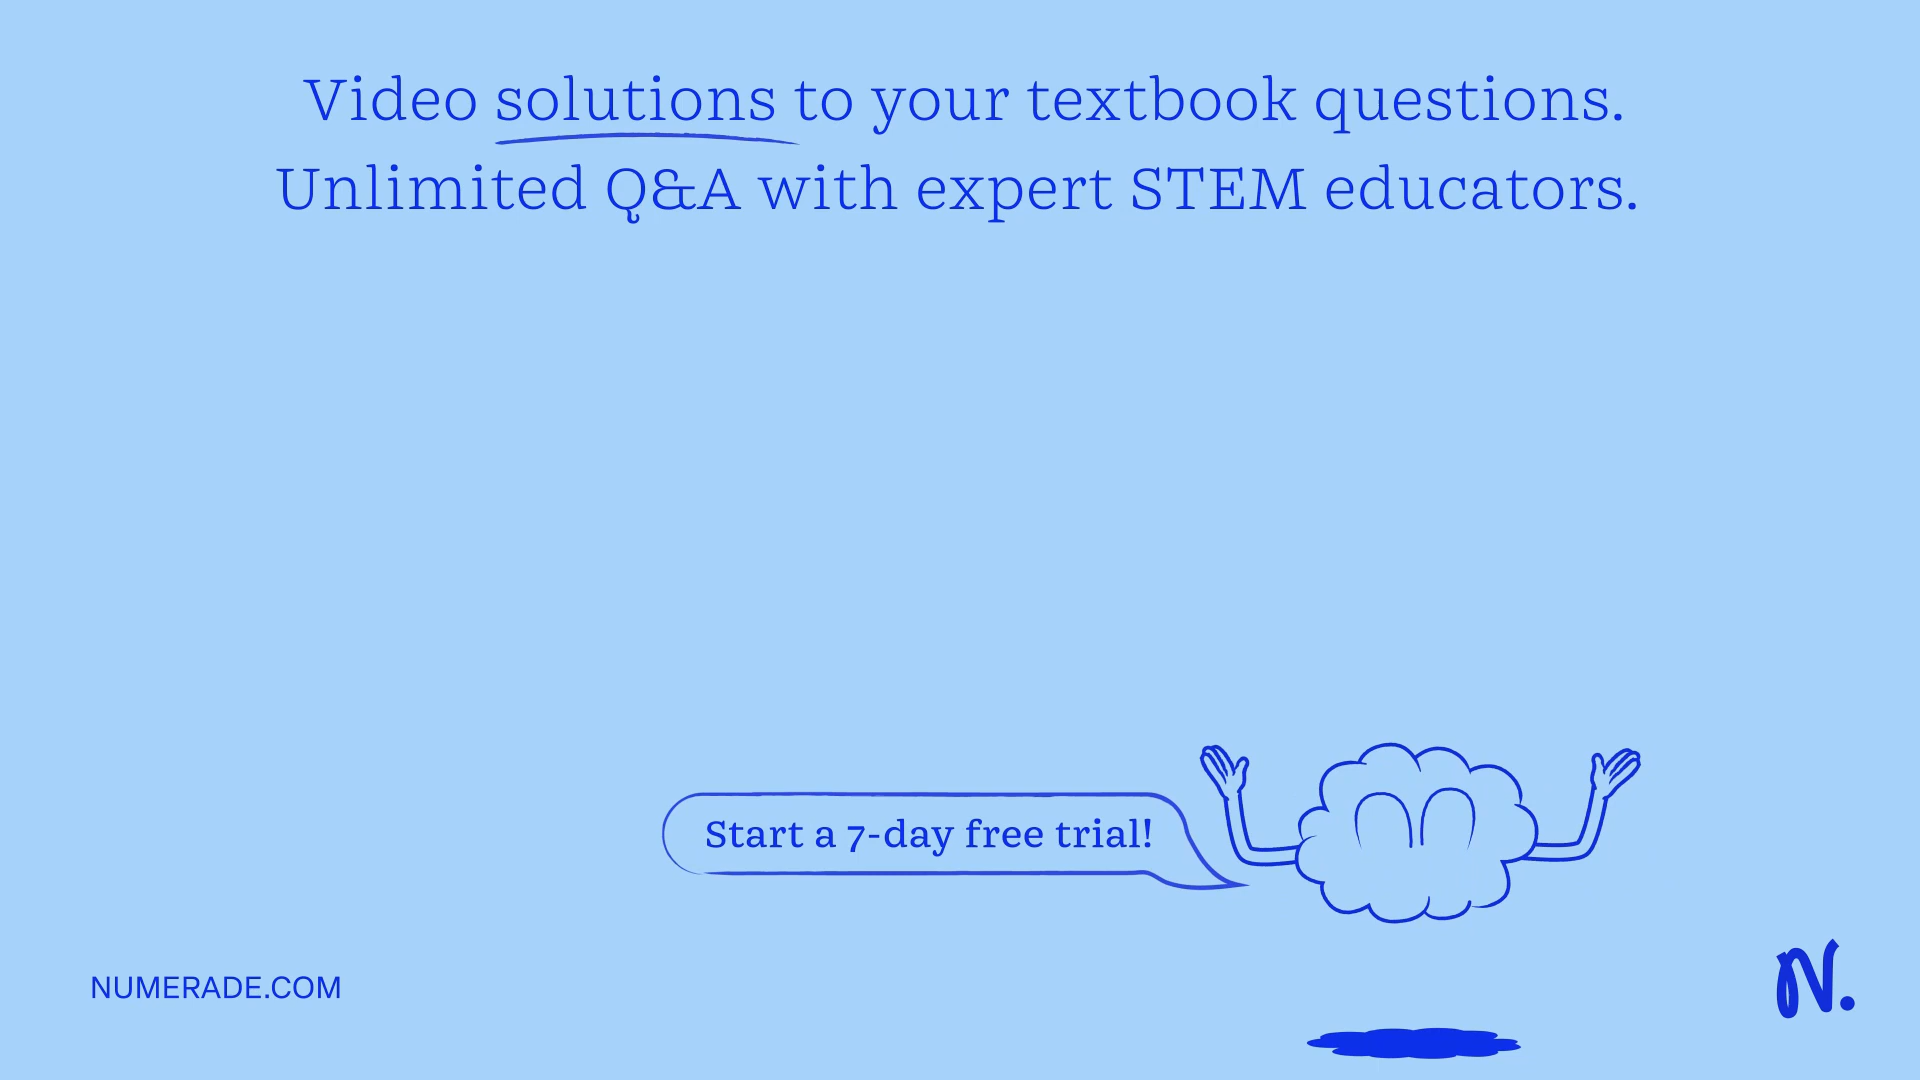 Video solutions to your textbook questions.
Unlimited Q&A with expert STEM educators.
Start a 7-day free trial!
NUMERADE.COM
N.